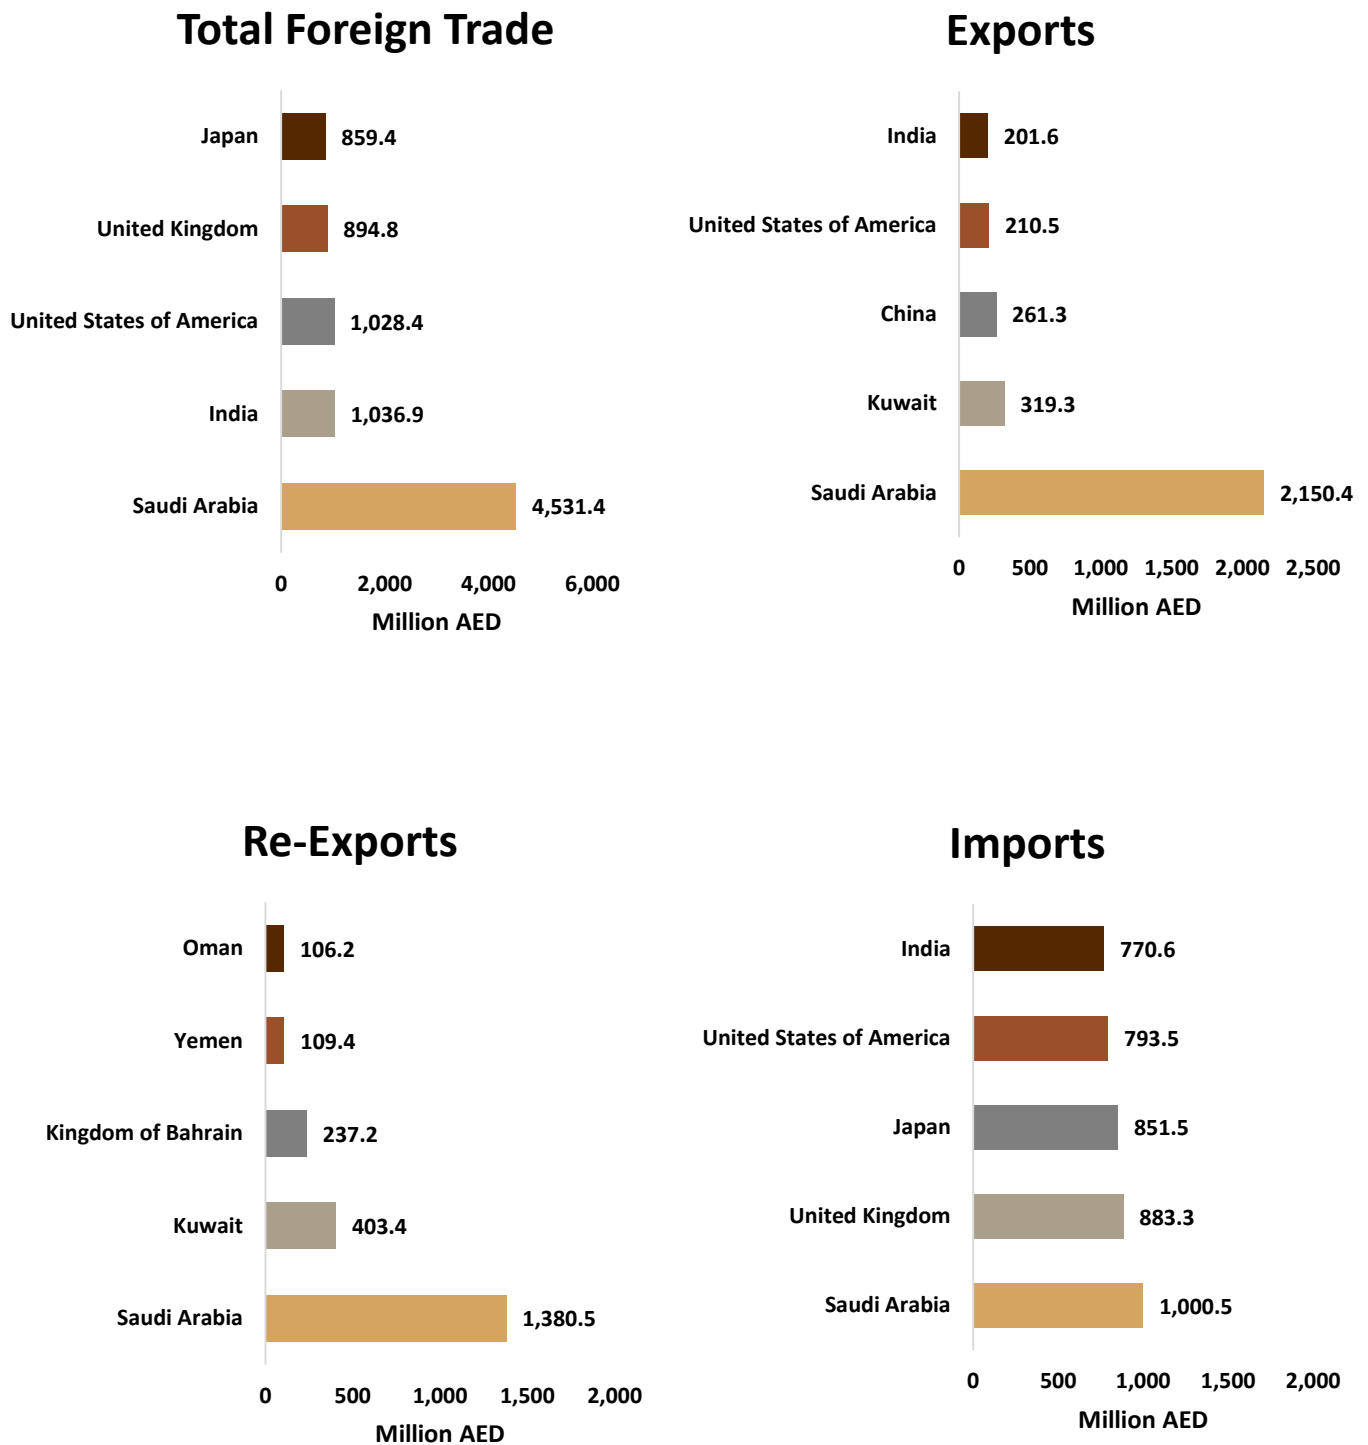 Total Foreign Trade
Japan 859.4
United Kingdom 894.8
United States of America 1,028.4
India 1,036.9
Saudi Arabia 4,531.4
0 2,000 4,000 6,000
Million AED
Exports
India 201.6
United States of America 210.5
China 261.3
Kuwait 319.3
Saudi Arabia 2,150.4
0 500 1,000 1,500 2,000 2,500
Million AED
Re-Exports
Oman 106.2
Yemen 109.4
Kingdom of Bahrain 237.2
Kuwait 403.4
Saudi Arabia 1,380.5
0 500 1,000 1,500 2,000
Million AED
Imports
India 770.6
United States of America 793.5
Japan 851.5
United Kingdom 883.3
Saudi Arabia 1,000.5
0 500 1,000 1,500 2,000
Million AED